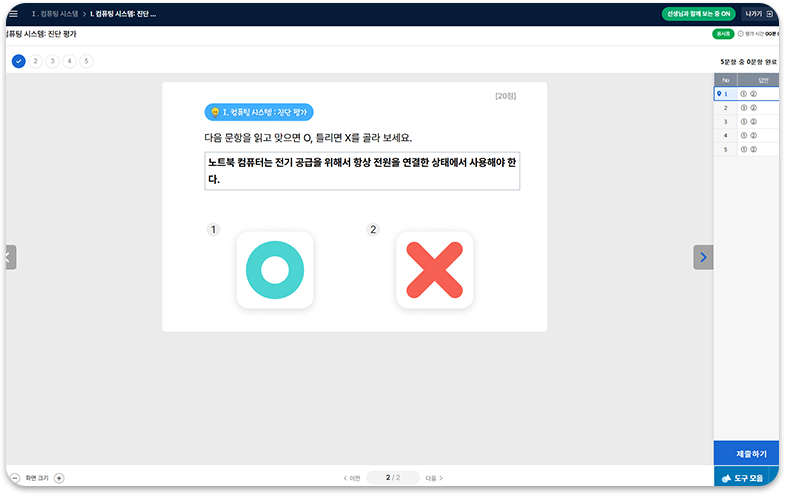 Ⅰ. 컴퓨팅 시스템 > Ⅰ. 컴퓨팅 시스템: 진단 ...
선생님과 함께 보는 중 ON
나가기
컴퓨팅 시스템: 진단 평가
응시중
평가 시간 00분
2 3 4 5
5문항 중 0문항 완료
No 답안
1 ① ②
2 ① ②
3 ① ②
4 ① ②
5 ① ②
[20점]
Ⅰ. 컴퓨팅 시스템 : 진단 평가
다음 문항을 읽고 맞으면 O, 틀리면 X를 골라 보세요.
노트북 컴퓨터는 전기 공급을 위해서 항상 전원을 연결한 상태에서 사용해야 한
다.
1 2
제출하기
도구 모음
화면 크기
이전 2 / 2 다음